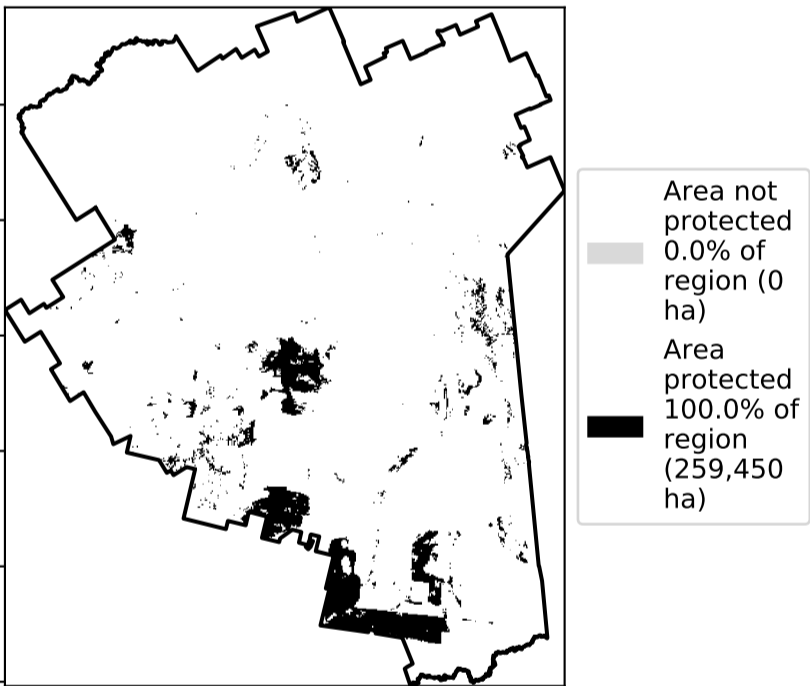 Area not
protected
0.0% of
region (0
ha)
Area
protected
100.0% of
region
(259,450
ha)